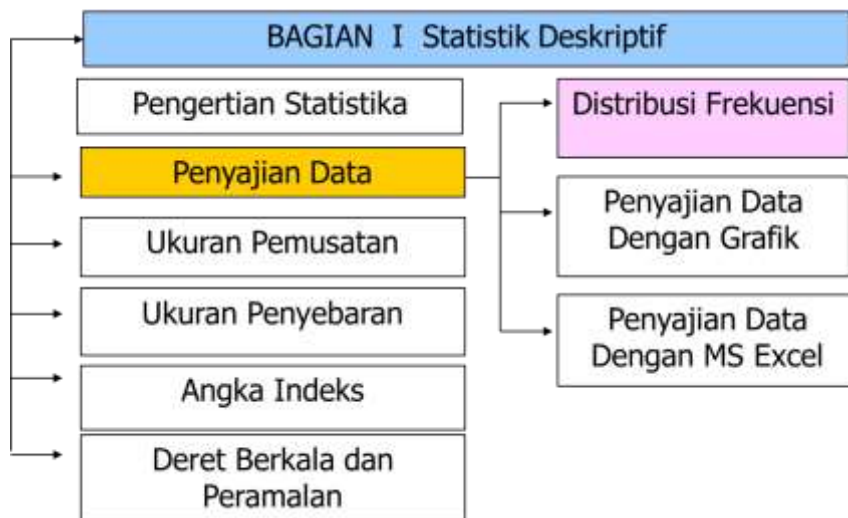 BAGIAN I Statistik Deskriptif
Pengertian Statistika
Penyajian Data
Ukuran Pemusatan
Ukuran Penyebaran
Angka Indeks
Deret Berkala dan
Peramalan
Distribusi Frekuensi
Penyajian Data
Dengan Grafik
Penyajian Data
Dengan MS Excel